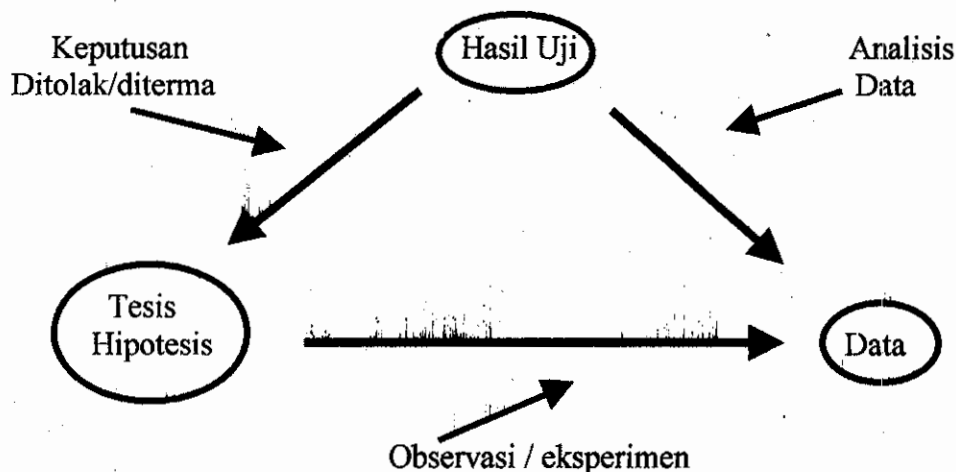 Keputusan
Ditolak/diterma
Hasil Uji
Analisis
Data
Tesis
Hipotesis
Data
Observasi / eksperimen